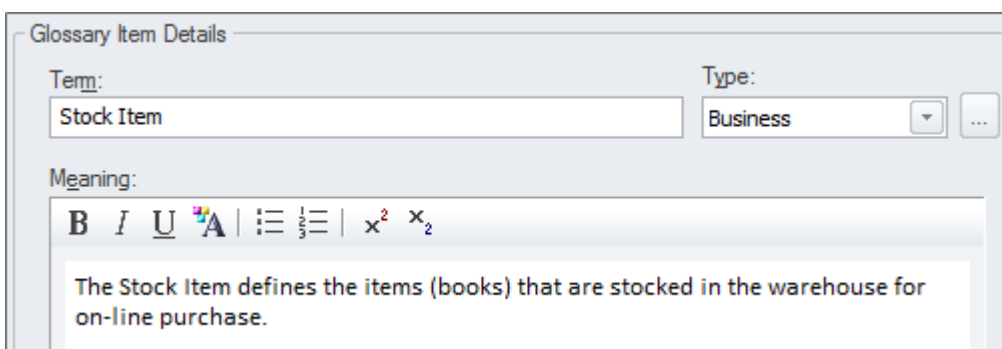 Glossary Item Details
Term: Type:
Stock Item Business ...
Meaning:
B I U A x² x₂
The Stock Item defines the items (books) that are stocked in the warehouse for
on-line purchase.